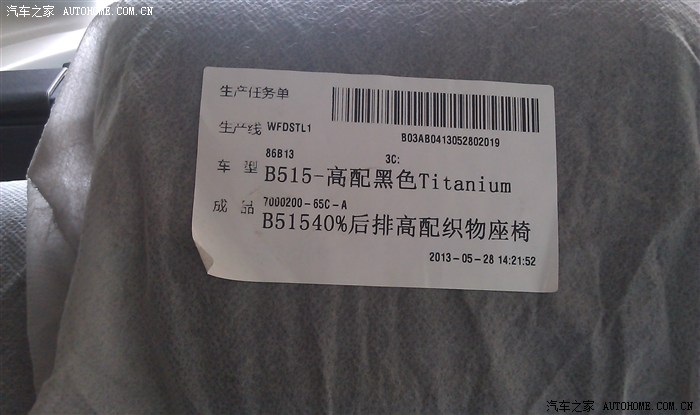 汽车之家 AUTOHOME.COM.CN
生产任务单
B03AB0413052802019
生产线 WFDSTL1
86B13 3C:
车 型 B515-高配黑色Titanium
7000200-65C-A
成 品 B51540%后排高配织物座椅
2013-05-28 14:21:52
汽车之家 AUTOHOME.COM.CN